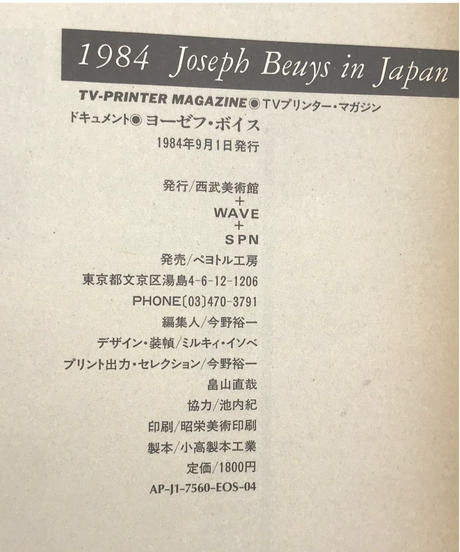 1984 Joseph Beuys in Japan
TV-PRINTER MAGAZINE◉TVプリンター・マガジン
ドキュメント◉ヨーゼフ・ボイス
1984年9月1日発行
発行/西武美術館
+
WAVE
+
SPN
発売/ペヨトル工房
東京都文京区湯島4-6-12-1206
PHONE(03)470-3791
編集人/今野裕一
デザイン・装幀/ミルキィ・イソベ
プリント出力・セレクション/今野裕一
畠山直哉
協力/池内紀
印刷/昭栄美術印刷
製本/小高製本工業
定価/1800円
AP-J1-7560-EOS-04